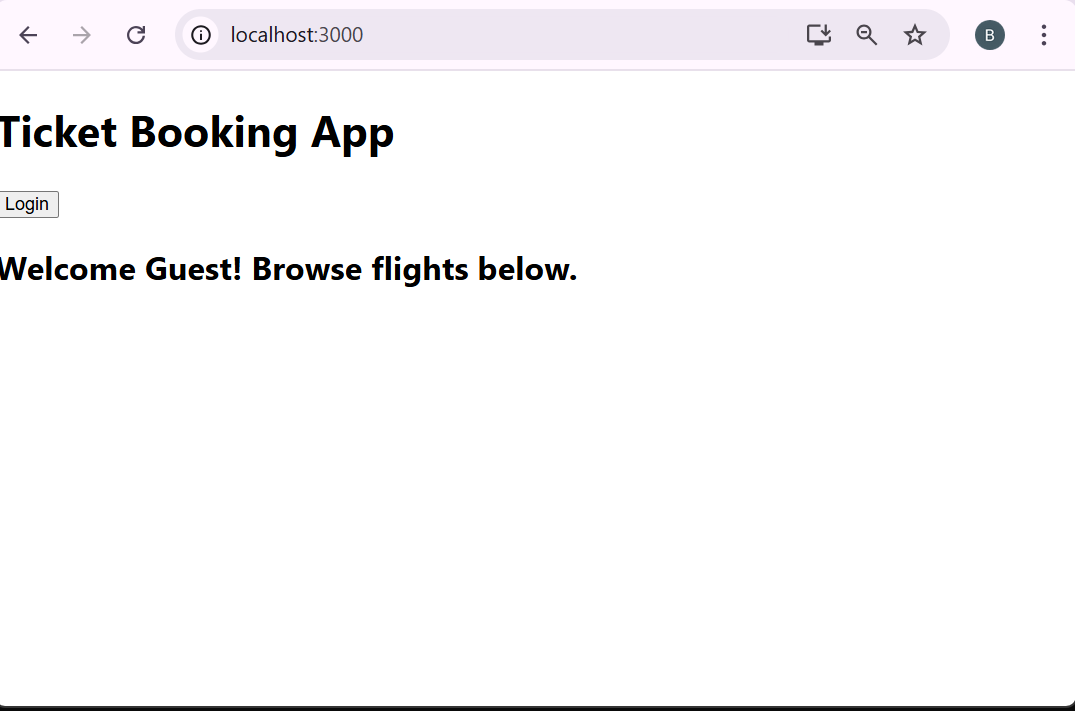 localhost:3000
B
Ticket Booking App
Login
Welcome Guest! Browse flights below.